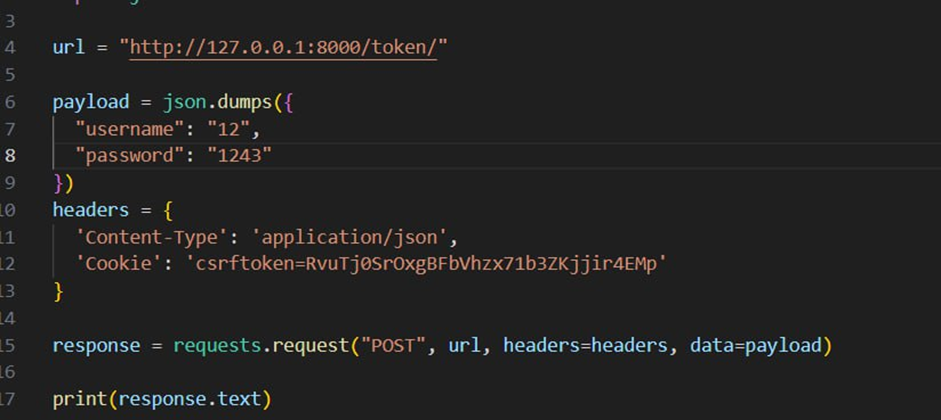 3
4 url = "http://127.0.0.1:8000/token/"
5
6 payload = json.dumps({
7 "username": "12",
8 "password": "1243"
9 })
10 headers = {
11 'Content-Type': 'application/json',
12 'Cookie': 'csrftoken=RvuTj0SrOxgBFbVhzx71b3ZKjjir4EMp'
13 }
14
15 response = requests.request("POST", url, headers=headers, data=payload)
16
17 print(response.text)